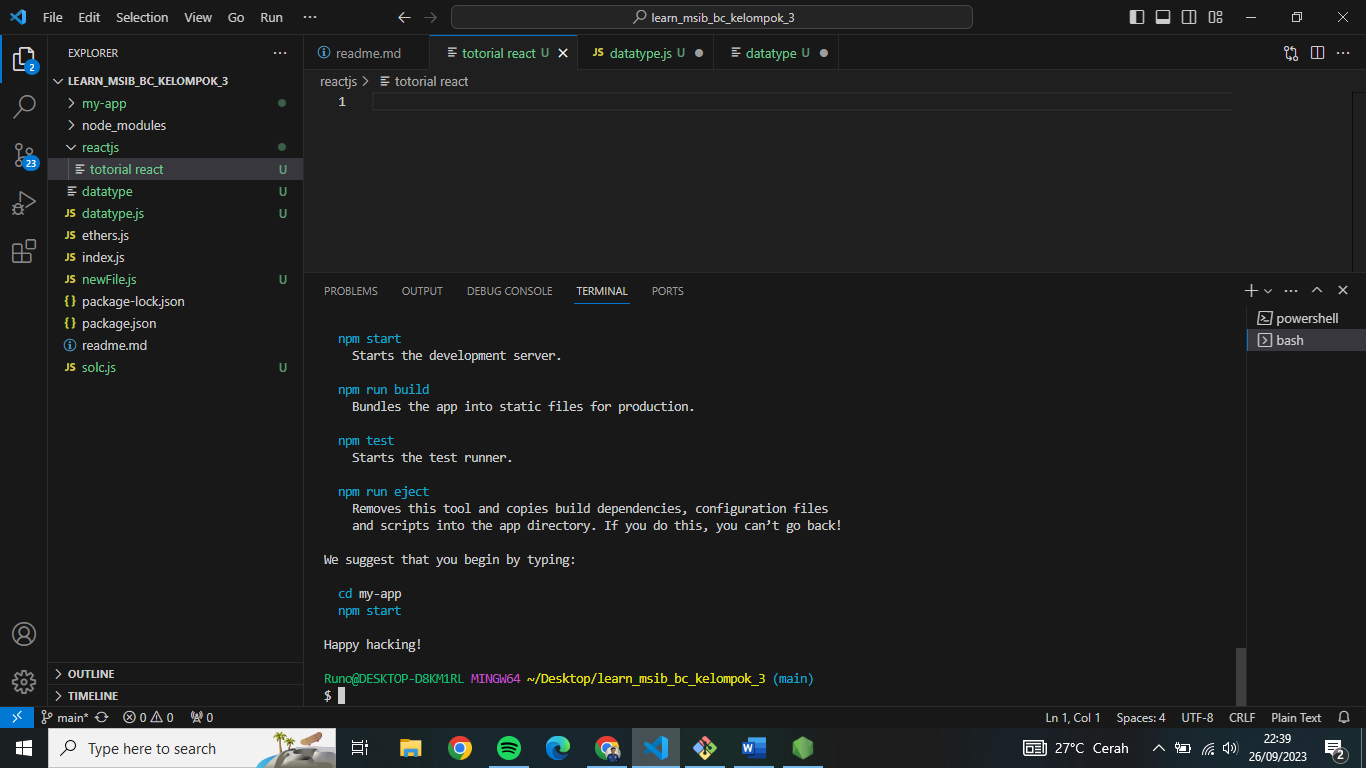 File Edit Selection View Go Run ··· learn_msib_bc_kelompok_3
EXPLORER ···
2
LEARN_MSIB_BC_KELOMPOK_3
my-app
node_modules
reactjs
23
totorial react U
datatype U
JS datatype.js U
JS ethers.js
JS index.js
JS newFile.js U
{} package-lock.json
{} package.json
readme.md
JS solc.js U
OUTLINE
TIMELINE
readme.md totorial react U JS datatype.js U datatype U
reactjs > totorial react
1
PROBLEMS OUTPUT DEBUG CONSOLE TERMINAL PORTS
powershell
bash
npm start
Starts the development server.
npm run build
Bundles the app into static files for production.
npm test
Starts the test runner.
npm run eject
Removes this tool and copies build dependencies, configuration files
and scripts into the app directory. If you do this, you can’t go back!
We suggest that you begin by typing:
cd my-app
npm start
Happy hacking!
Runo@DESKTOP-D8KM1RL MINGW64 ~/Desktop/learn_msib_bc_kelompok_3 (main)
$
main* 0 0 0 Ln 1, Col 1 Spaces: 4 UTF-8 CRLF Plain Text
Type here to search 27°C Cerah 22:39
26/09/2023
2